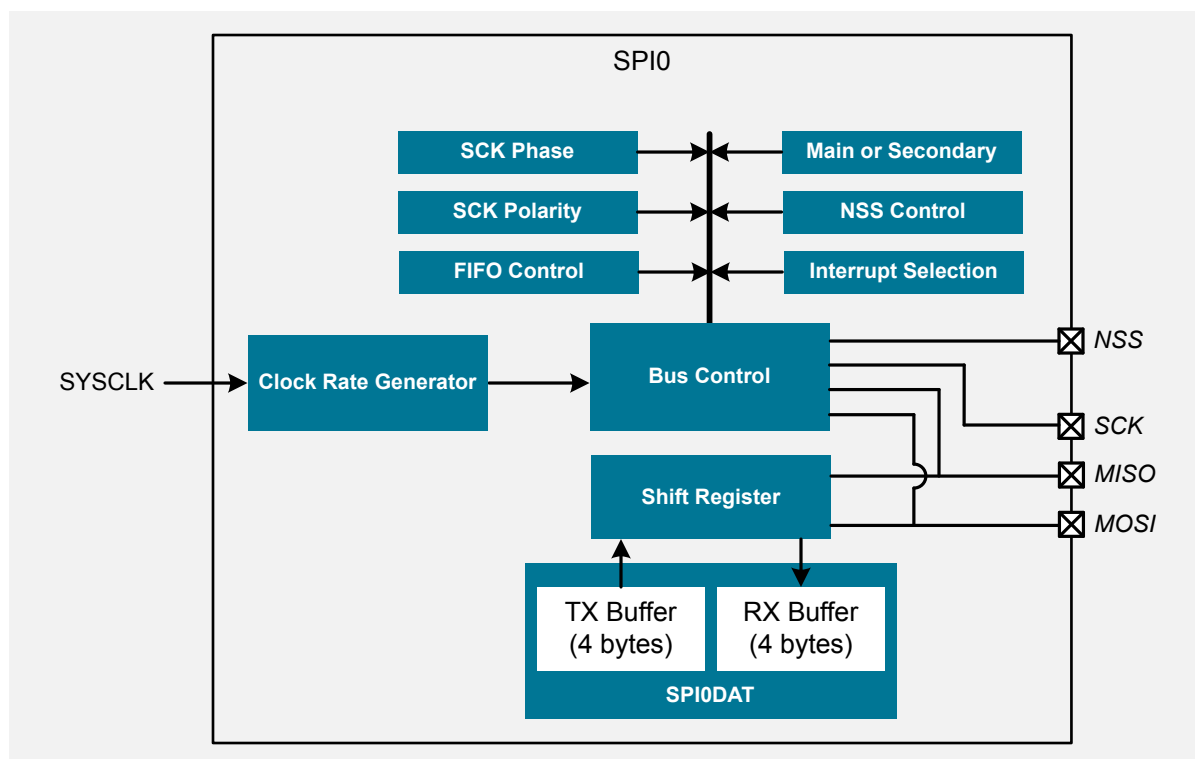 SPI0
SCK Phase
Main or Secondary
SCK Polarity
NSS Control
FIFO Control
Interrupt Selection
SYSCLK
Clock Rate Generator
Bus Control
NSS
SCK
Shift Register
MISO
MOSI
TX Buffer
(4 bytes)
RX Buffer
(4 bytes)
SPI0DAT